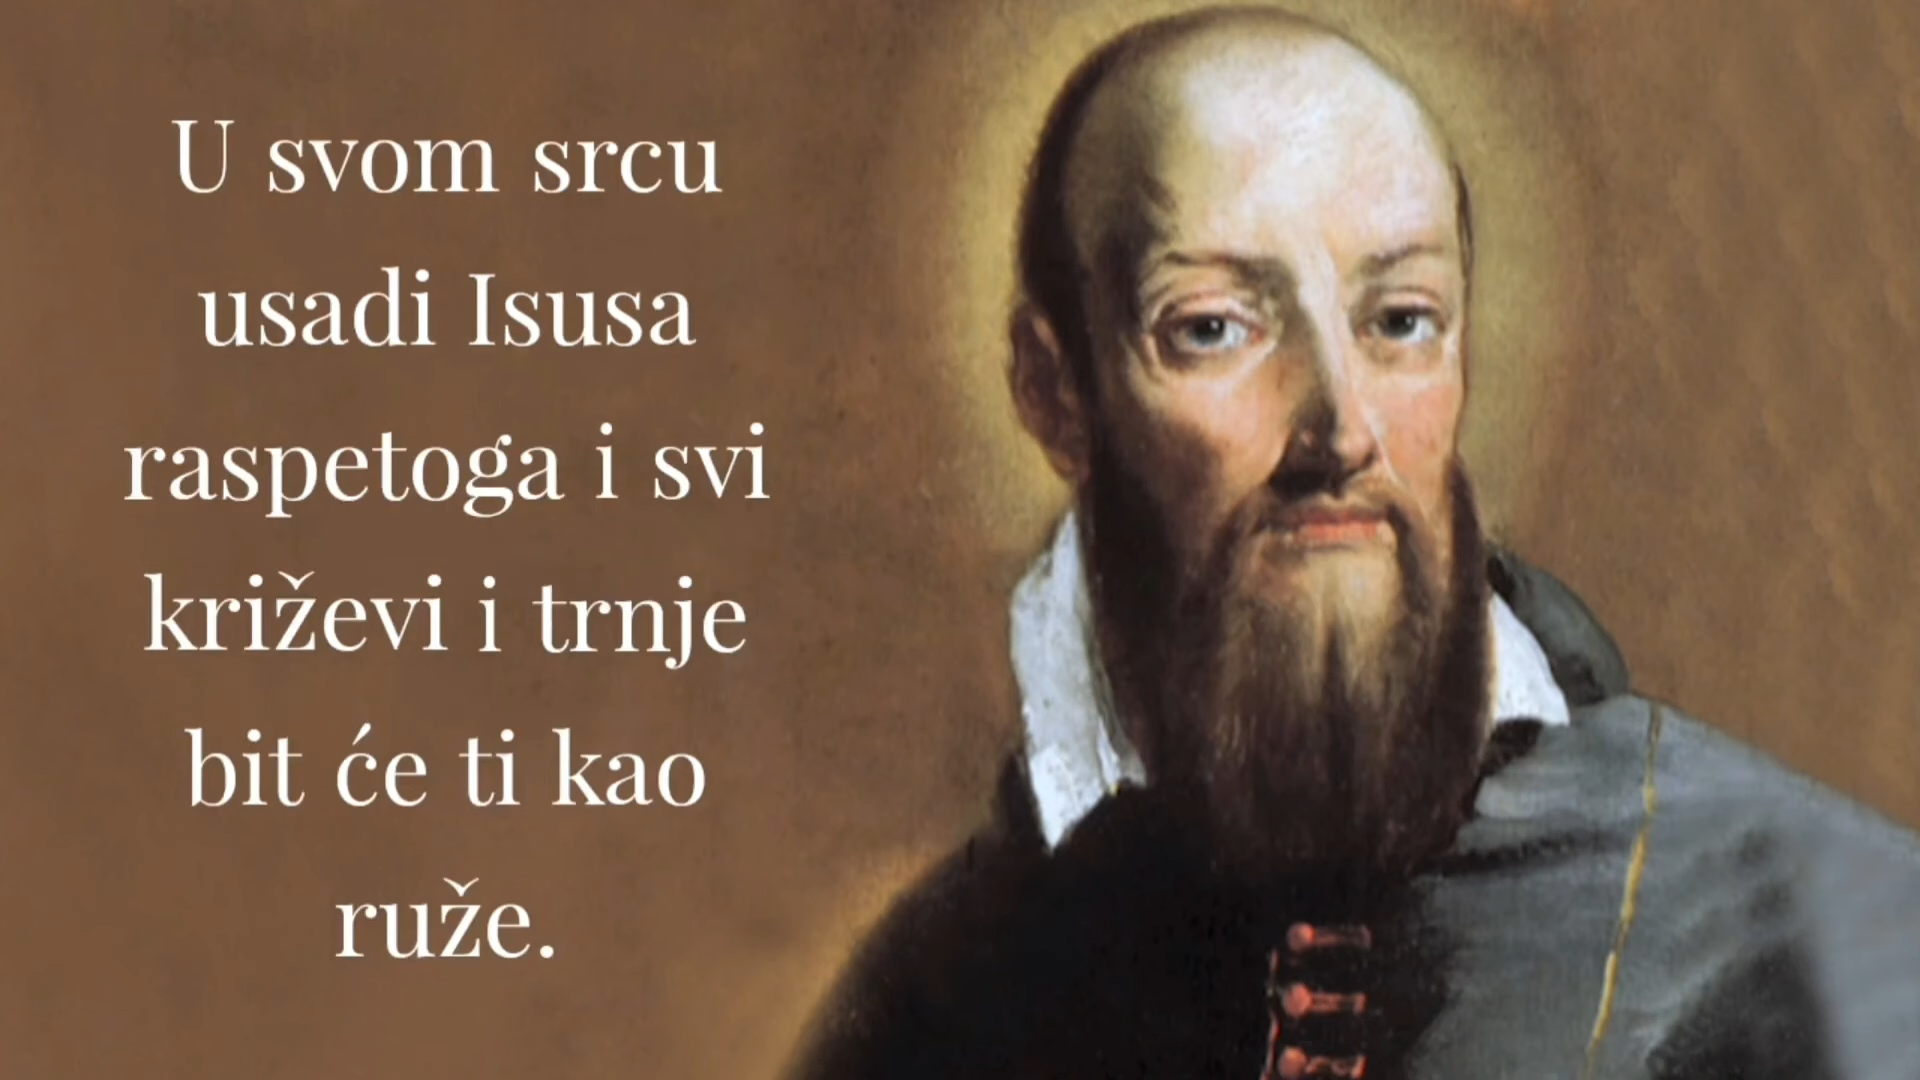 U svom srcu
usadi Isusa
raspetoga i svi
križevi i trnje
bit će ti kao
ruže.